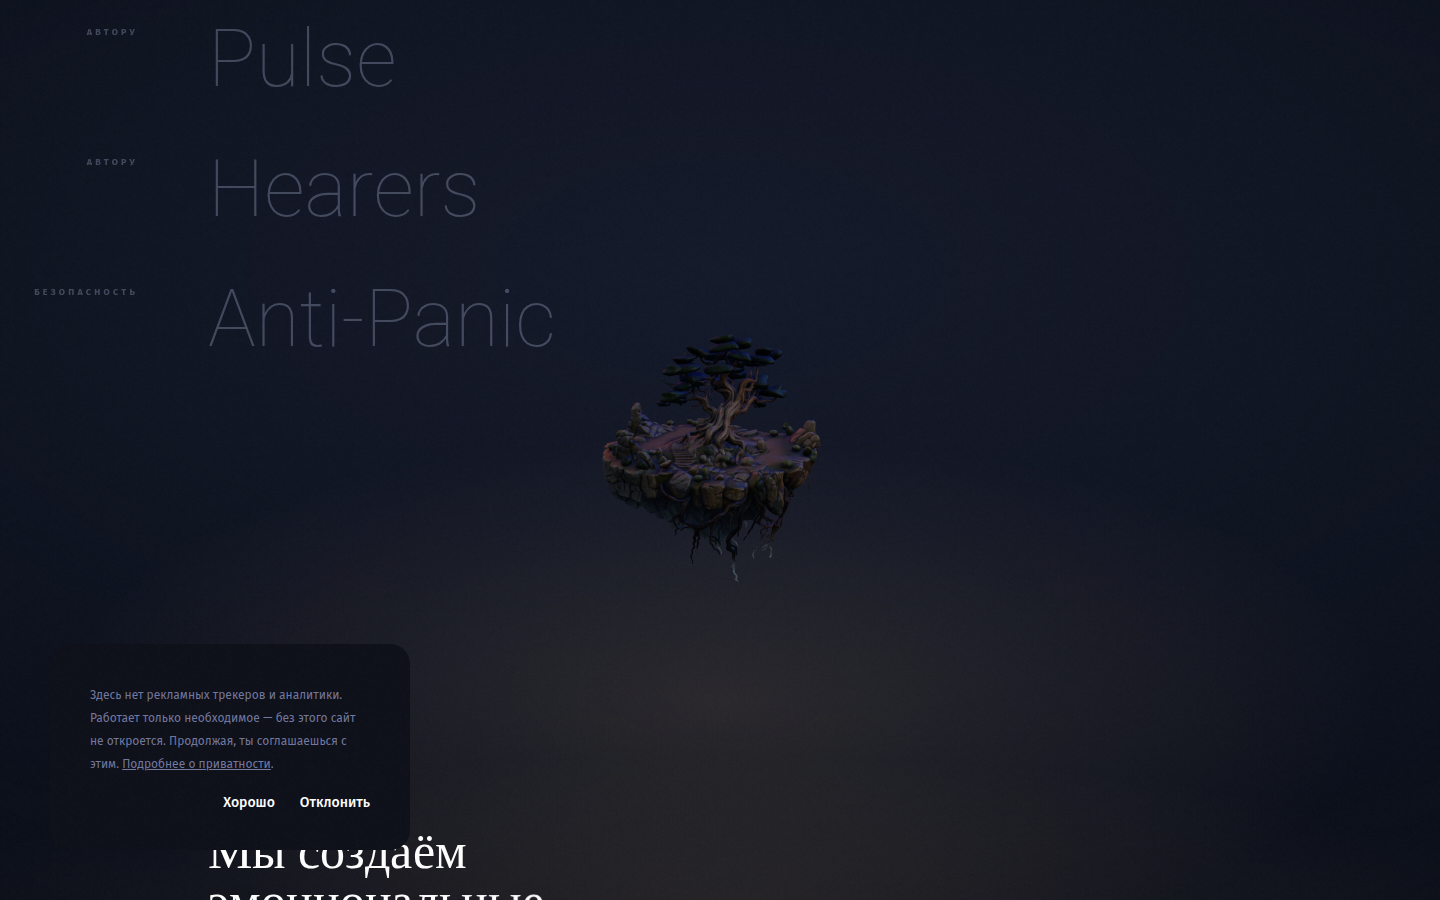 АВТОРУ
Pulse
АВТОРУ
Hearers
БЕЗОПАСНОСТЬ
Anti-Panic
Здесь нет рекламных трекеров и аналитики.
Работает только необходимое — без этого сайт
не откроется. Продолжая, ты соглашаешься с
этим. Подробнее о приватности.
Хорошо Отклонить
Мы создаём
эмоциональные